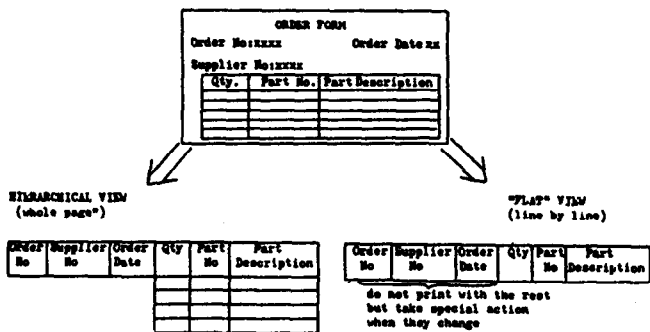 ORDER FORM
Order No:xxxx Order Date xx
Supplier No:xxxx
Qty. Part No. Part Description
HIERARCHICAL VIEW
(whole page")
"FLAT" VIEW
(line by line)
Order No Supplier No Order Date Qty Part No Part Description
Order No Supplier No Order Date Qty Part No Part Description
do not print with the rest
but take special action
when they change